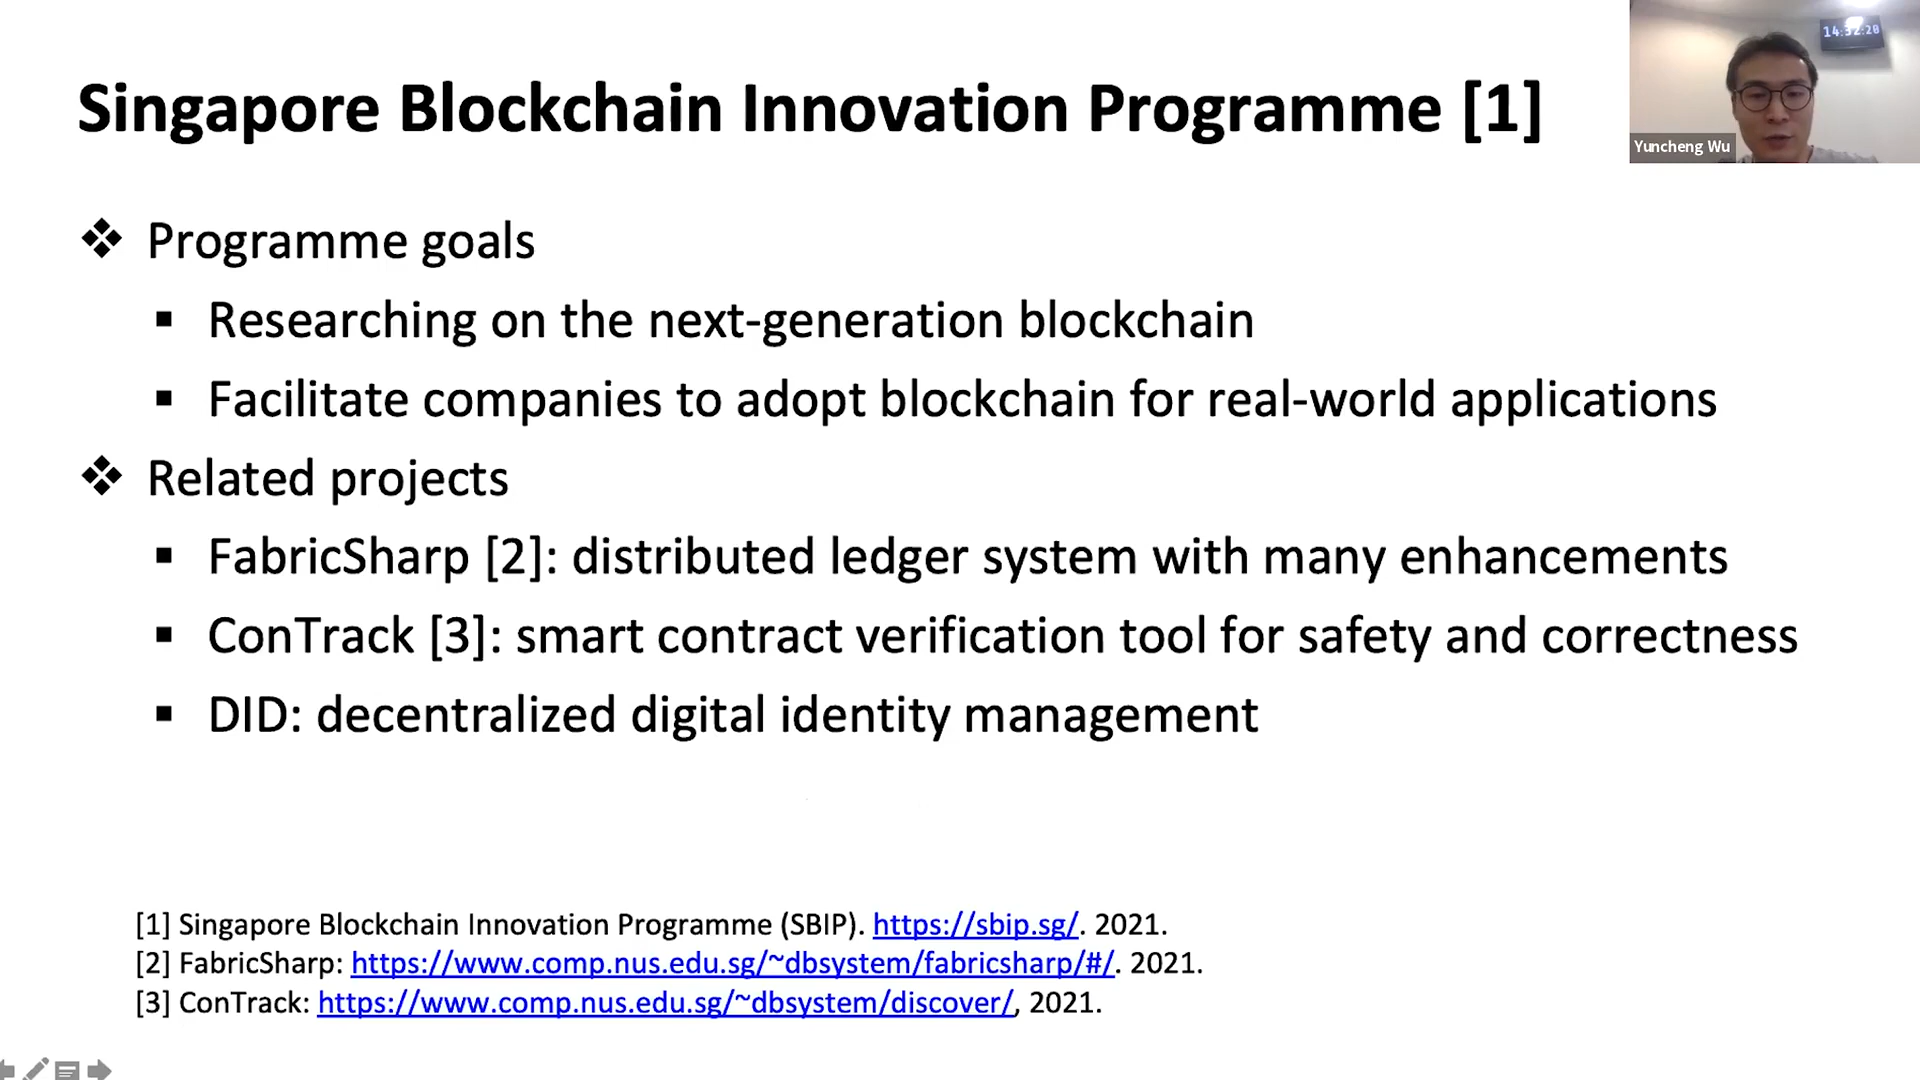 Singapore Blockchain Innovation Programme [1]
14:32:20
Yuncheng Wu
❖ Programme goals
▪ Researching on the next-generation blockchain
▪ Facilitate companies to adopt blockchain for real-world applications
❖ Related projects
▪ FabricSharp [2]: distributed ledger system with many enhancements
▪ ConTrack [3]: smart contract verification tool for safety and correctness
▪ DID: decentralized digital identity management
[1] Singapore Blockchain Innovation Programme (SBIP). https://sbip.sg/. 2021.
[2] FabricSharp: https://www.comp.nus.edu.sg/~dbsystem/fabricsharp/#/. 2021.
[3] ConTrack: https://www.comp.nus.edu.sg/~dbsystem/discover/, 2021.